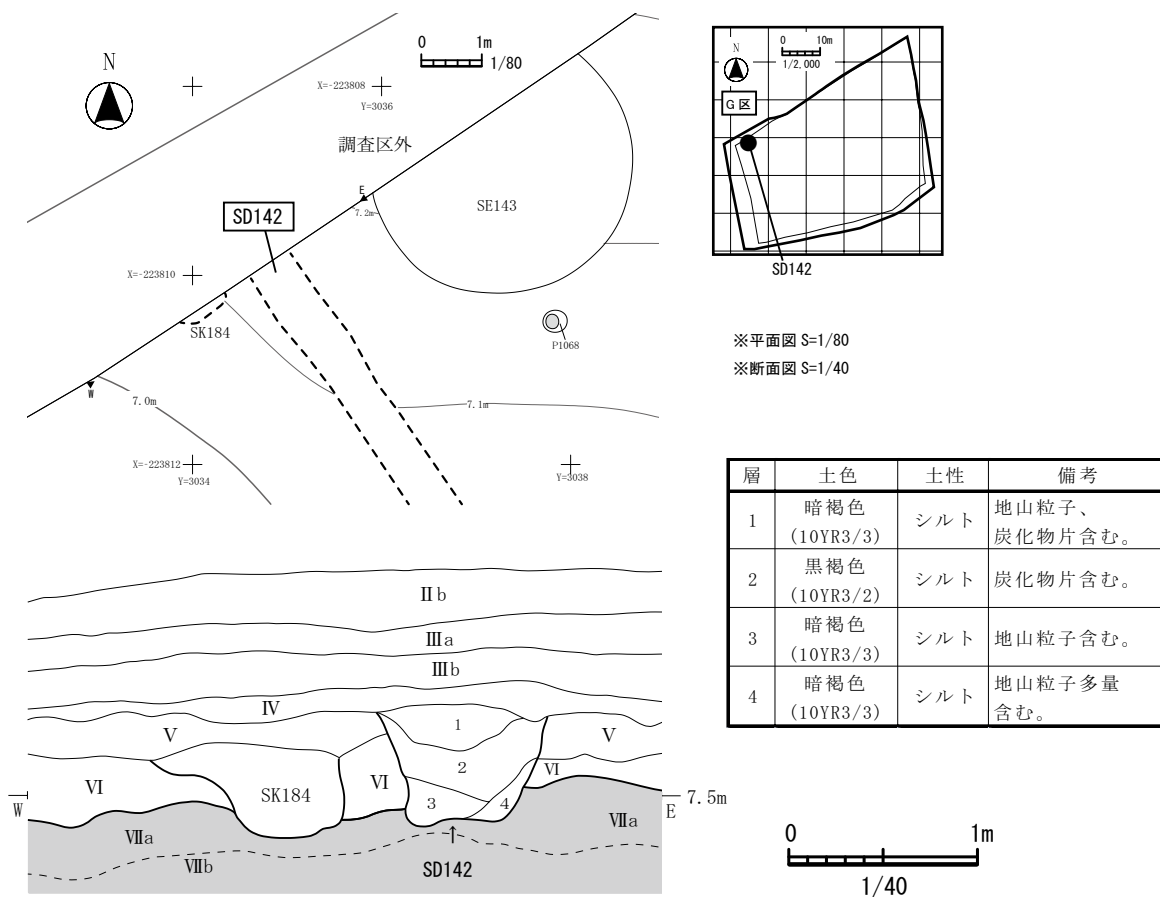 N
0 1m
1/80
X=-223808
Y=3036
調査区外
E
7.2m
SE143
SD142
X=-223810
SK184
P1068
W
7.0m
7.1m
X=-223812
Y=3034
Y=3038
0 10m
N
1/2,000
G区
SD142
※平面図 S=1/80
※断面図 S=1/40
層 土色 土性 備考
1 暗褐色 (10YR3/3) シルト 地山粒子、
炭化物片含む。
2 黒褐色 (10YR3/2) シルト 炭化物片含む。
3 暗褐色 (10YR3/3) シルト 地山粒子含む。
4 暗褐色 (10YR3/3) シルト 地山粒子多量
含む。
Ⅱb
Ⅲa
Ⅲb
Ⅳ
1
Ⅴ
Ⅴ
2
Ⅵ
Ⅵ
Ⅵ
SK184
3
4
W
E
7.5m
Ⅶa
Ⅶa
Ⅶb
↑
SD142
0 1m
1/40